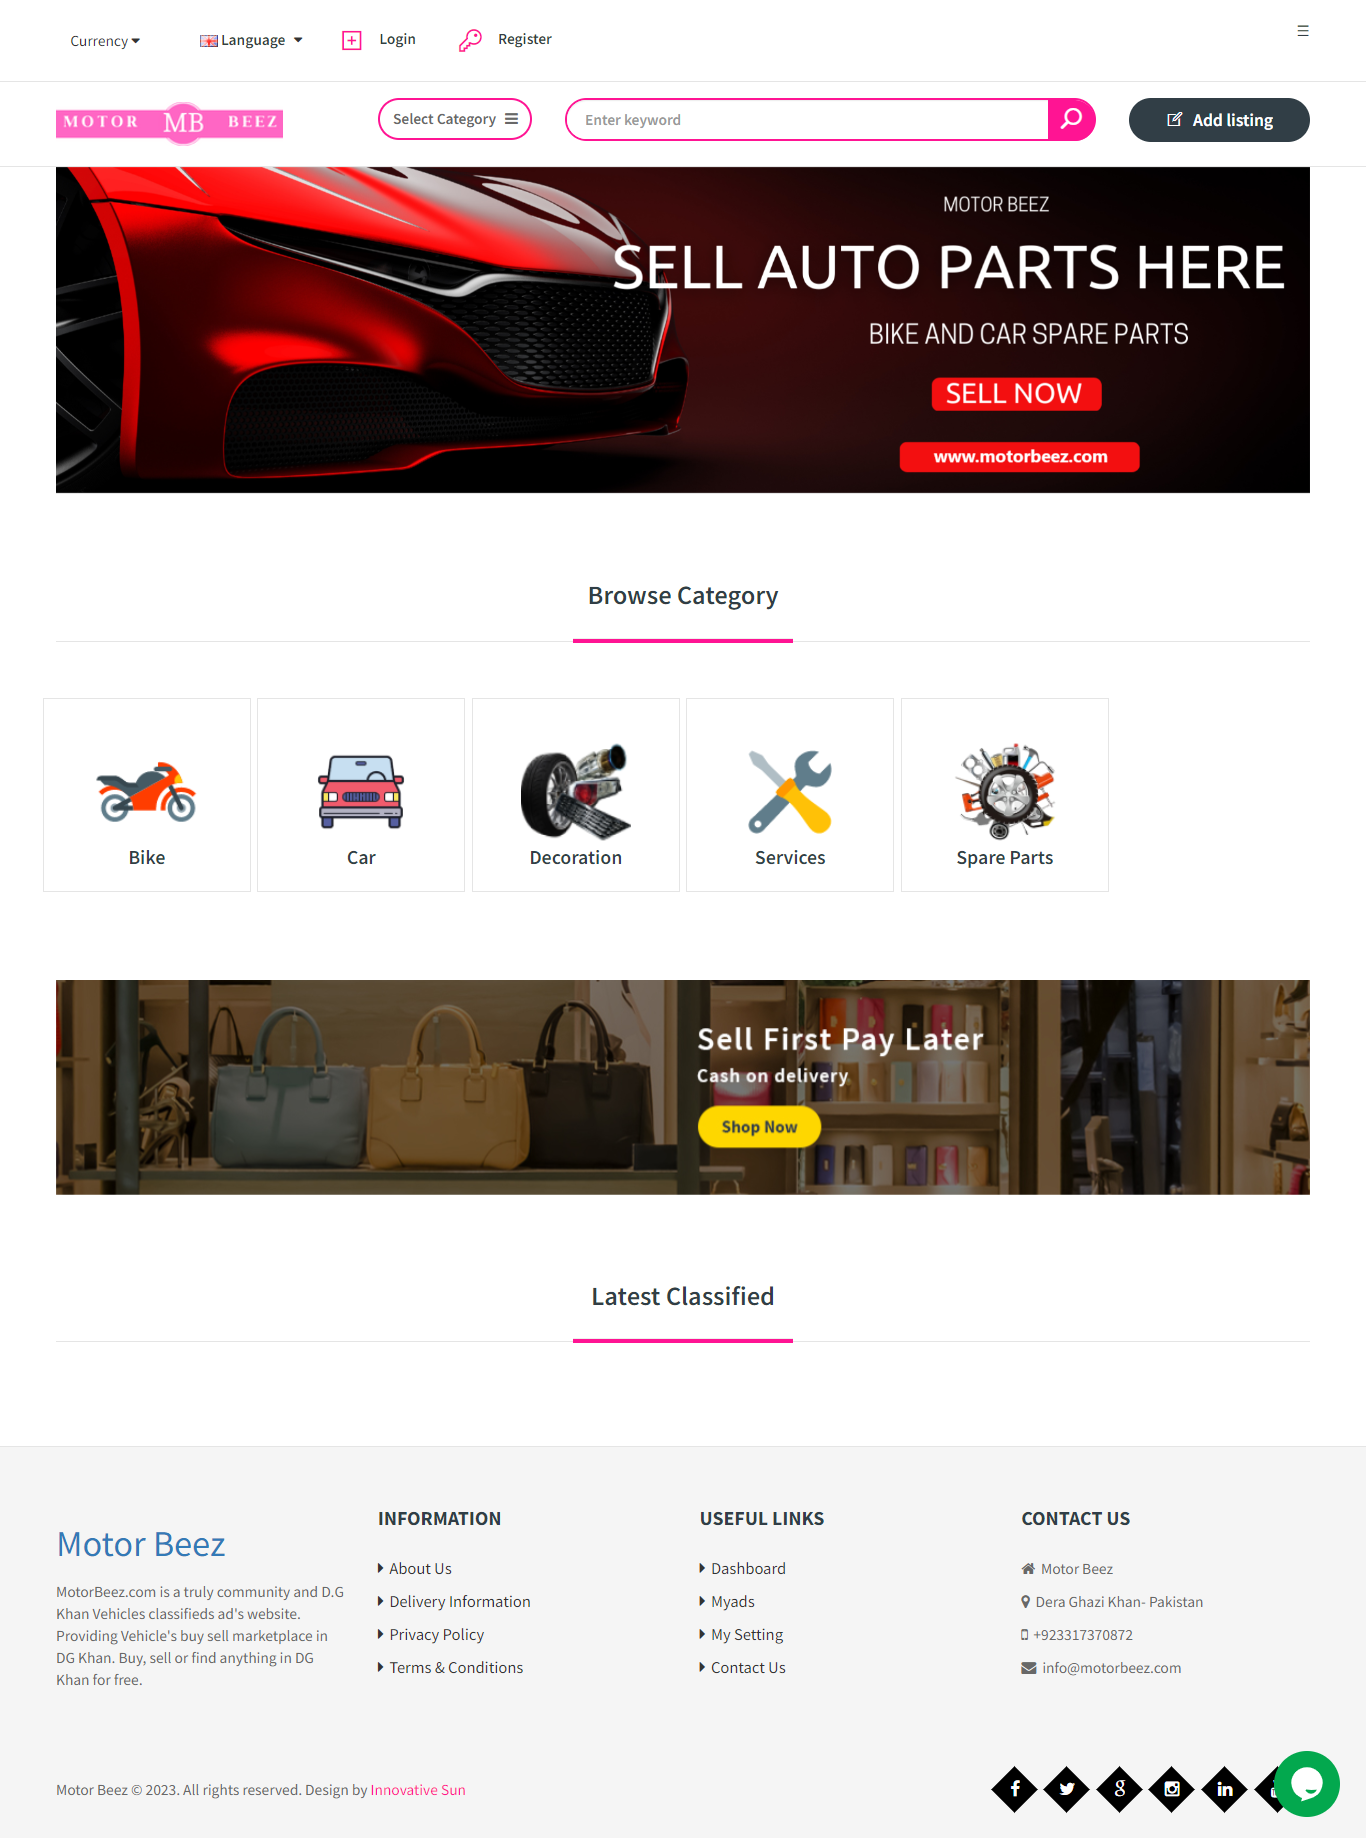 Currency
Language
Login
Register
MOTOR MB BEEZ
Select Category
Enter keyword
Add listing
MOTOR BEEZ
SELL AUTO PARTS HERE
BIKE AND CAR SPARE PARTS
SELL NOW
www.motorbeez.com
Browse Category
Bike
Car
Decoration
Services
Spare Parts
Sell First Pay Later
Cash on delivery
Shop Now
Latest Classified
Motor Beez
MotorBeez.com is a truly community and D.G
Khan Vehicles classifieds ad's website.
Providing Vehicle's buy sell marketplace in
DG Khan. Buy, sell or find anything in DG
Khan for free.
INFORMATION
About Us
Delivery Information
Privacy Policy
Terms & Conditions
USEFUL LINKS
Dashboard
Myads
My Setting
Contact Us
CONTACT US
Motor Beez
Dera Ghazi Khan- Pakistan
+923317370872
info@motorbeez.com
Motor Beez © 2023. All rights reserved. Design by Innovative Sun